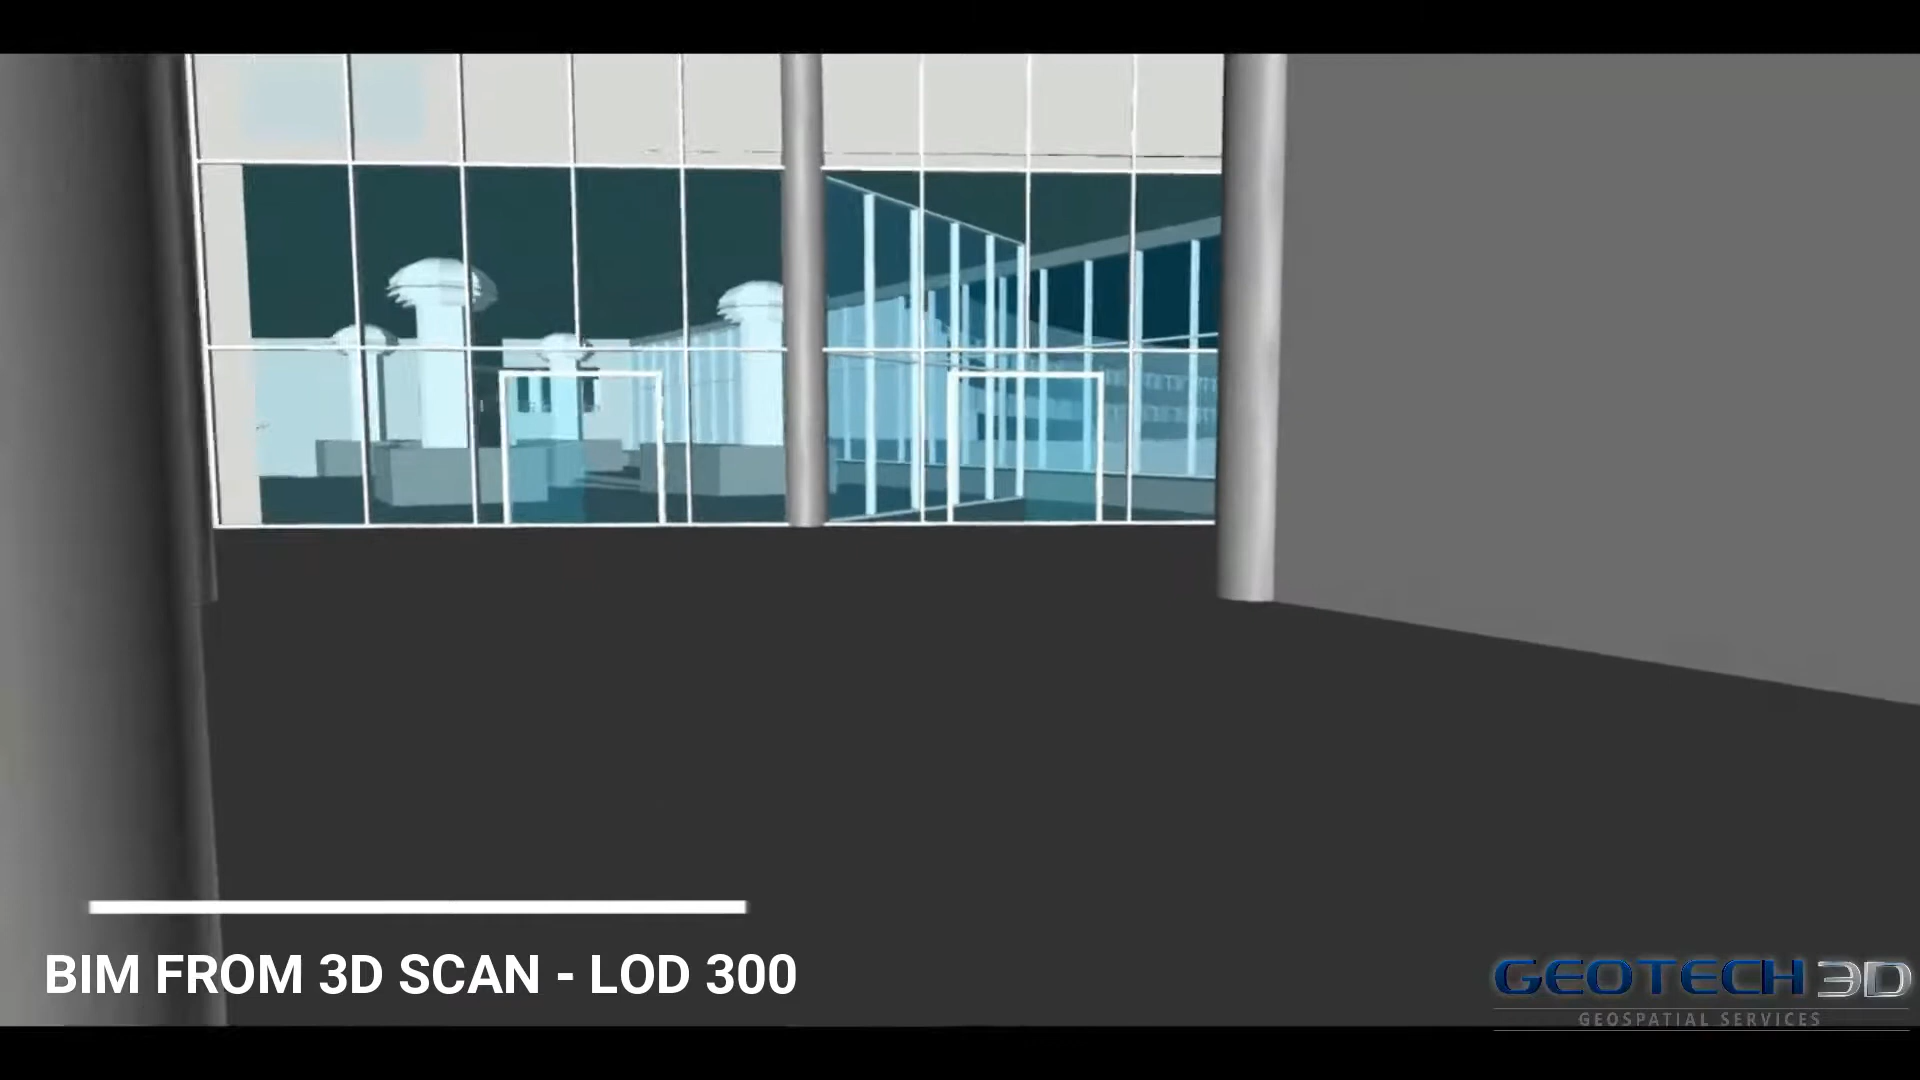 BIM FROM 3D SCAN - LOD 300
GEOTECH 3D
GEOSPATIAL SERVICES